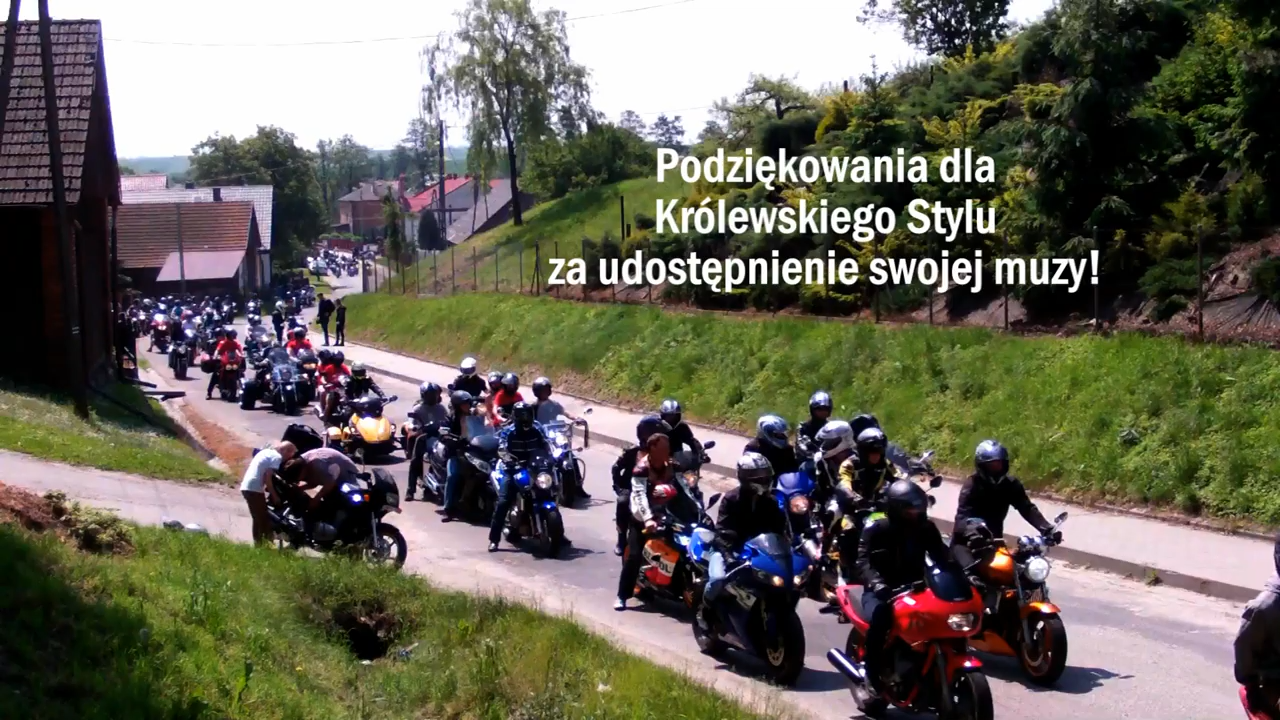 Podziękowania dla
Królewskiego Stylu
za udostępnienie swojej muzy!